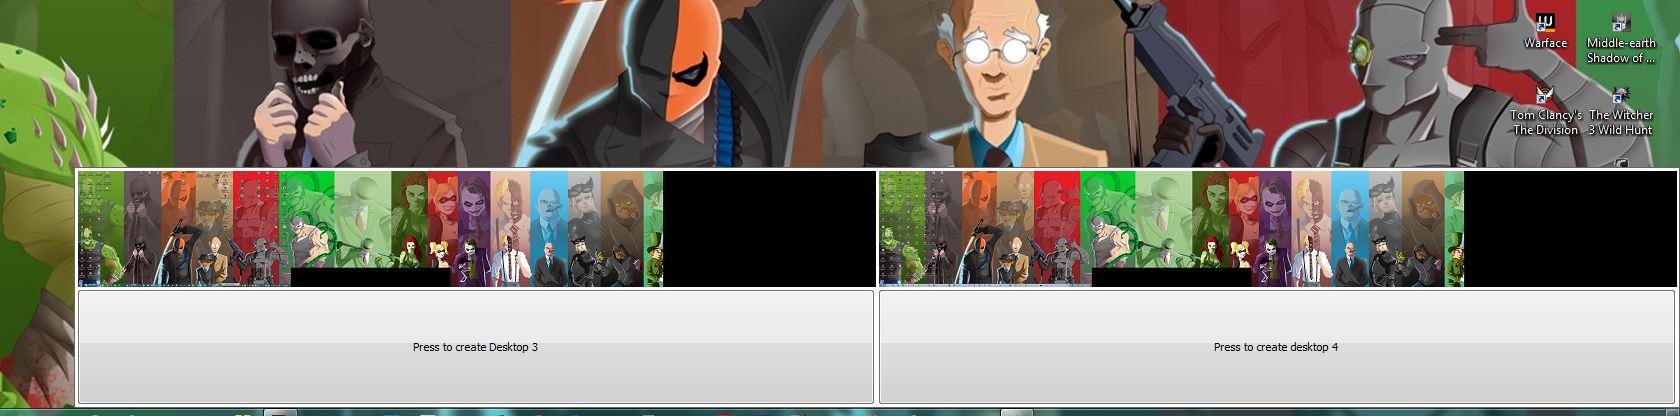 Warface
Middle-earth
Shadow of ...
Tom Clancy's
The Division
The Witcher
3 Wild Hunt
Press to create Desktop 3
Press to create desktop 4